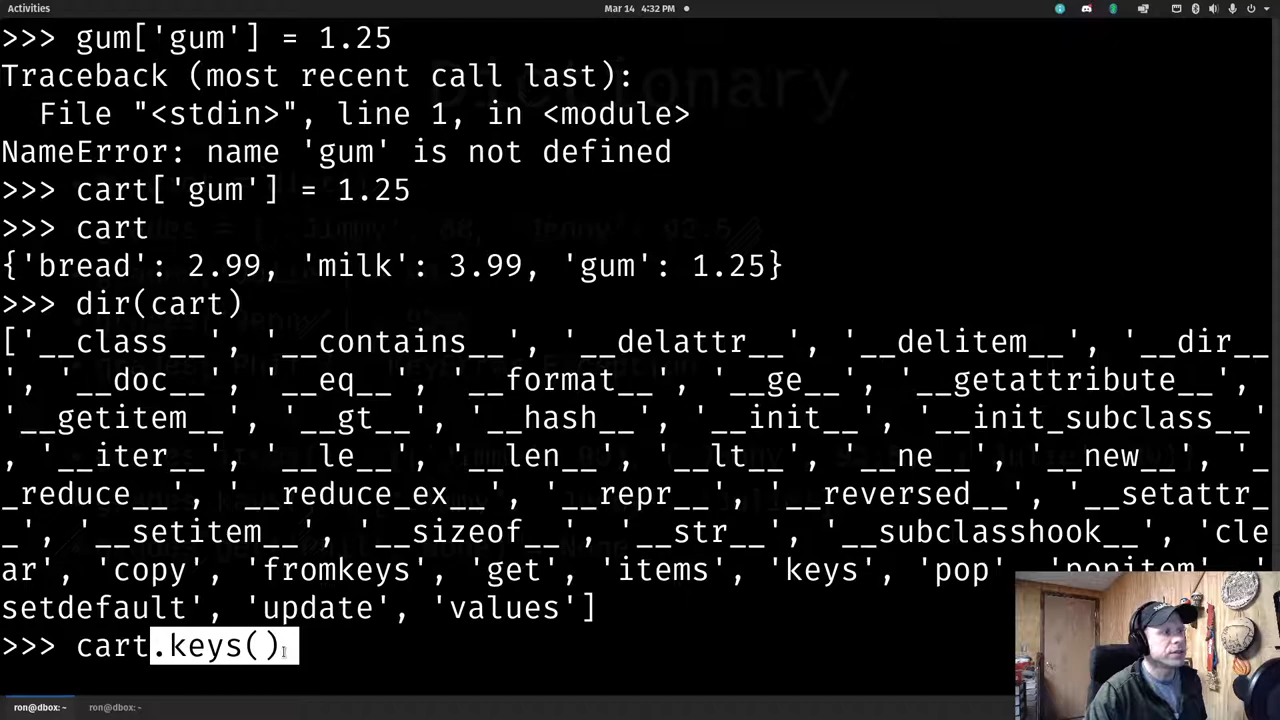 Activities
Mar 14 4:32 PM
>>> gum['gum'] = 1.25
Traceback (most recent call last):
  File "<stdin>", line 1, in <module>
NameError: name 'gum' is not defined
>>> cart['gum'] = 1.25
>>> cart
{'bread': 2.99, 'milk': 3.99, 'gum': 1.25}
>>> dir(cart)
['__class__', '__contains__', '__delattr__', '__delitem__', '__dir__
', '__doc__', '__eq__', '__format__', '__ge__', '__getattribute__',
'__getitem__', '__gt__', '__hash__', '__init__', '__init_subclass__'
, '__iter__', '__le__', '__len__', '__lt__', '__ne__', '__new__', '_
_reduce__', '__reduce_ex__', '__repr__', '__reversed__', '__setattr_
_', '__setitem__', '__sizeof__', '__str__', '__subclasshook__', 'cle
ar', 'copy', 'fromkeys', 'get', 'items', 'keys', 'pop', 'popitem', '
setdefault', 'update', 'values']
>>> cart.keys()
ron@dbox: ~
ron@dbox: ~